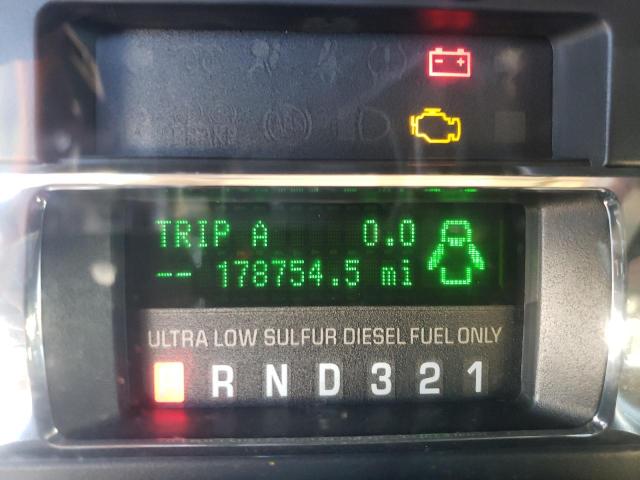 TRIP A 0.0
-- 178754.5 mi
ULTRA LOW SULFUR DIESEL FUEL ONLY
R N D 3 2 1